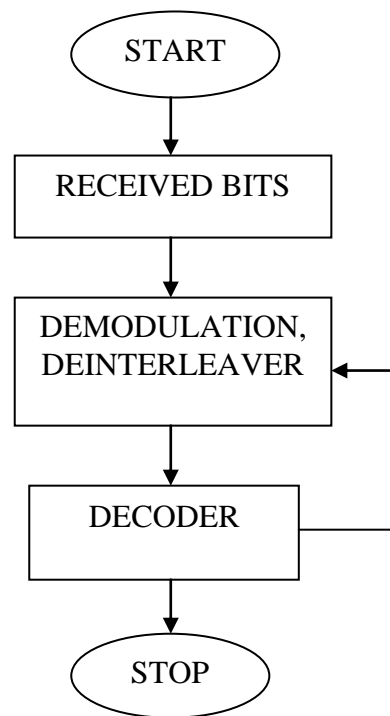 START
RECEIVED BITS
DEMODULATION,
DEINTERLEAVER
DECODER
STOP